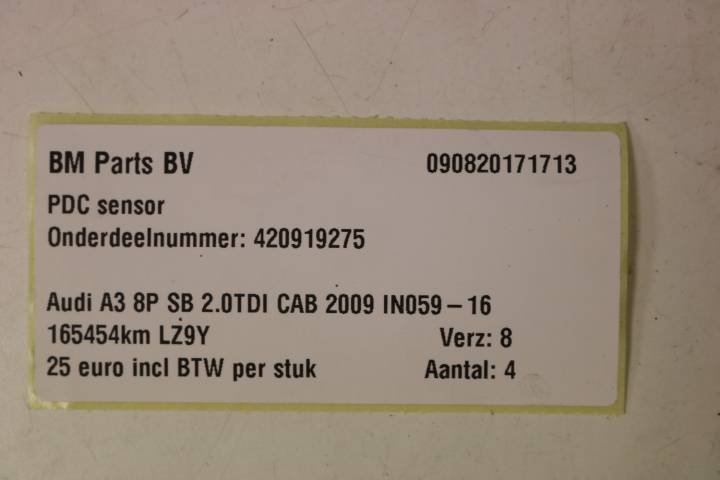 BM Parts BV 090820171713
PDC sensor
Onderdeelnummer: 420919275
Audi A3 8P SB 2.0TDI CAB 2009 IN059-16
165454km LZ9Y Verz: 8
25 euro incl BTW per stuk Aantal: 4